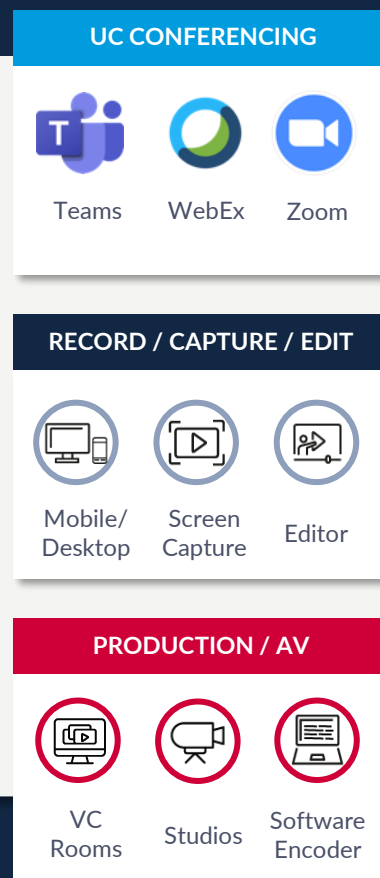 UC CONFERENCING
T
Teams
WebEx
Zoom
RECORD / CAPTURE / EDIT
Mobile/
Desktop
Screen
Capture
Editor
PRODUCTION / AV
VC
Rooms
Studios
Software
Encoder